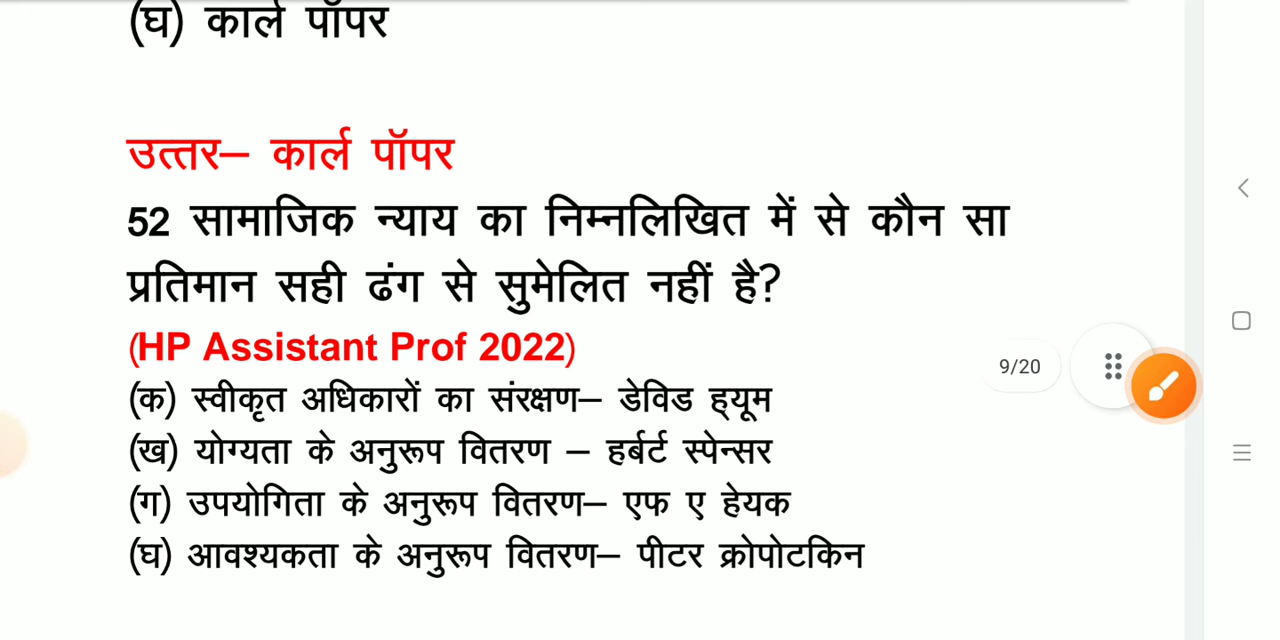 (घ) कार्ल पॉपर
उत्तर– कार्ल पॉपर
52 सामाजिक न्याय का निम्नलिखित में से कौन सा
प्रतिमान सही ढंग से सुमेलित नहीं है?
(HP Assistant Prof 2022)
(क) स्वीकृत अधिकारों का संरक्षण– डेविड ह्यूम
9/20
(ख) योग्यता के अनुरूप वितरण – हर्बर्ट स्पेन्सर
(ग) उपयोगिता के अनुरूप वितरण– एफ ए हेयक
(घ) आवश्यकता के अनुरूप वितरण– पीटर क्रोपोटकिन